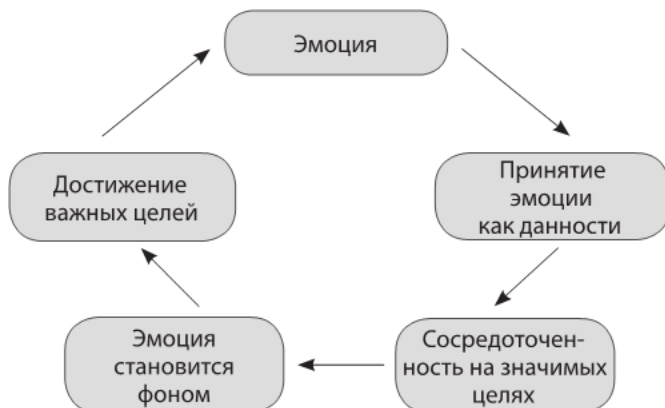 Эмоция
Принятие
эмоции
как данности
Сосредоточен-
ность на значимых
целях
Эмоция
становится
фоном
Достижение
важных целей